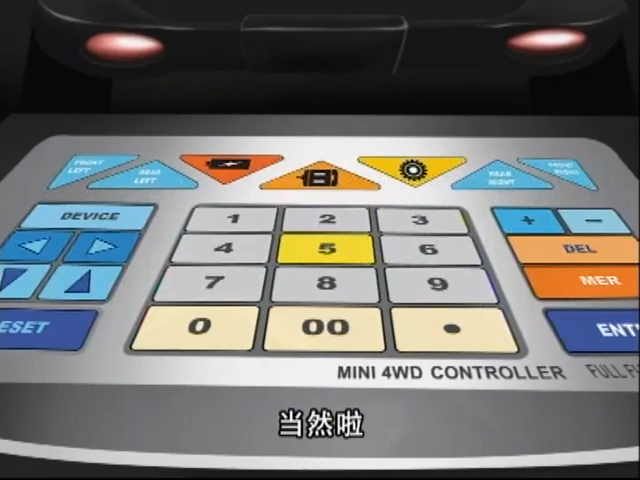 FRONT
LEFT
REAR
LEFT
REAR
RIGHT
FRONT
RIGHT
DEVICE
1 2 3
+ −
4 5 6
DEL
7 8 9
MER
ESET
0 00 •
ENT
MINI 4WD CONTROLLER
FULL F
当然啦